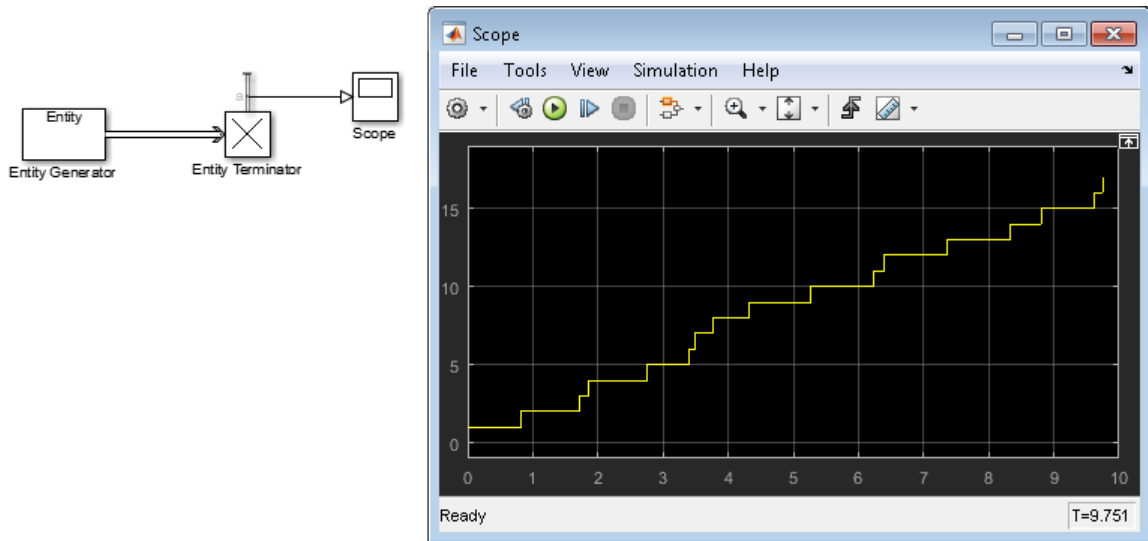 Entity
Entity Generator
a
Entity Terminator
Scope
Scope
File Tools View Simulation Help
15
10
5
0
0 1 2 3 4 5 6 7 8 9 10
Ready T=9.751